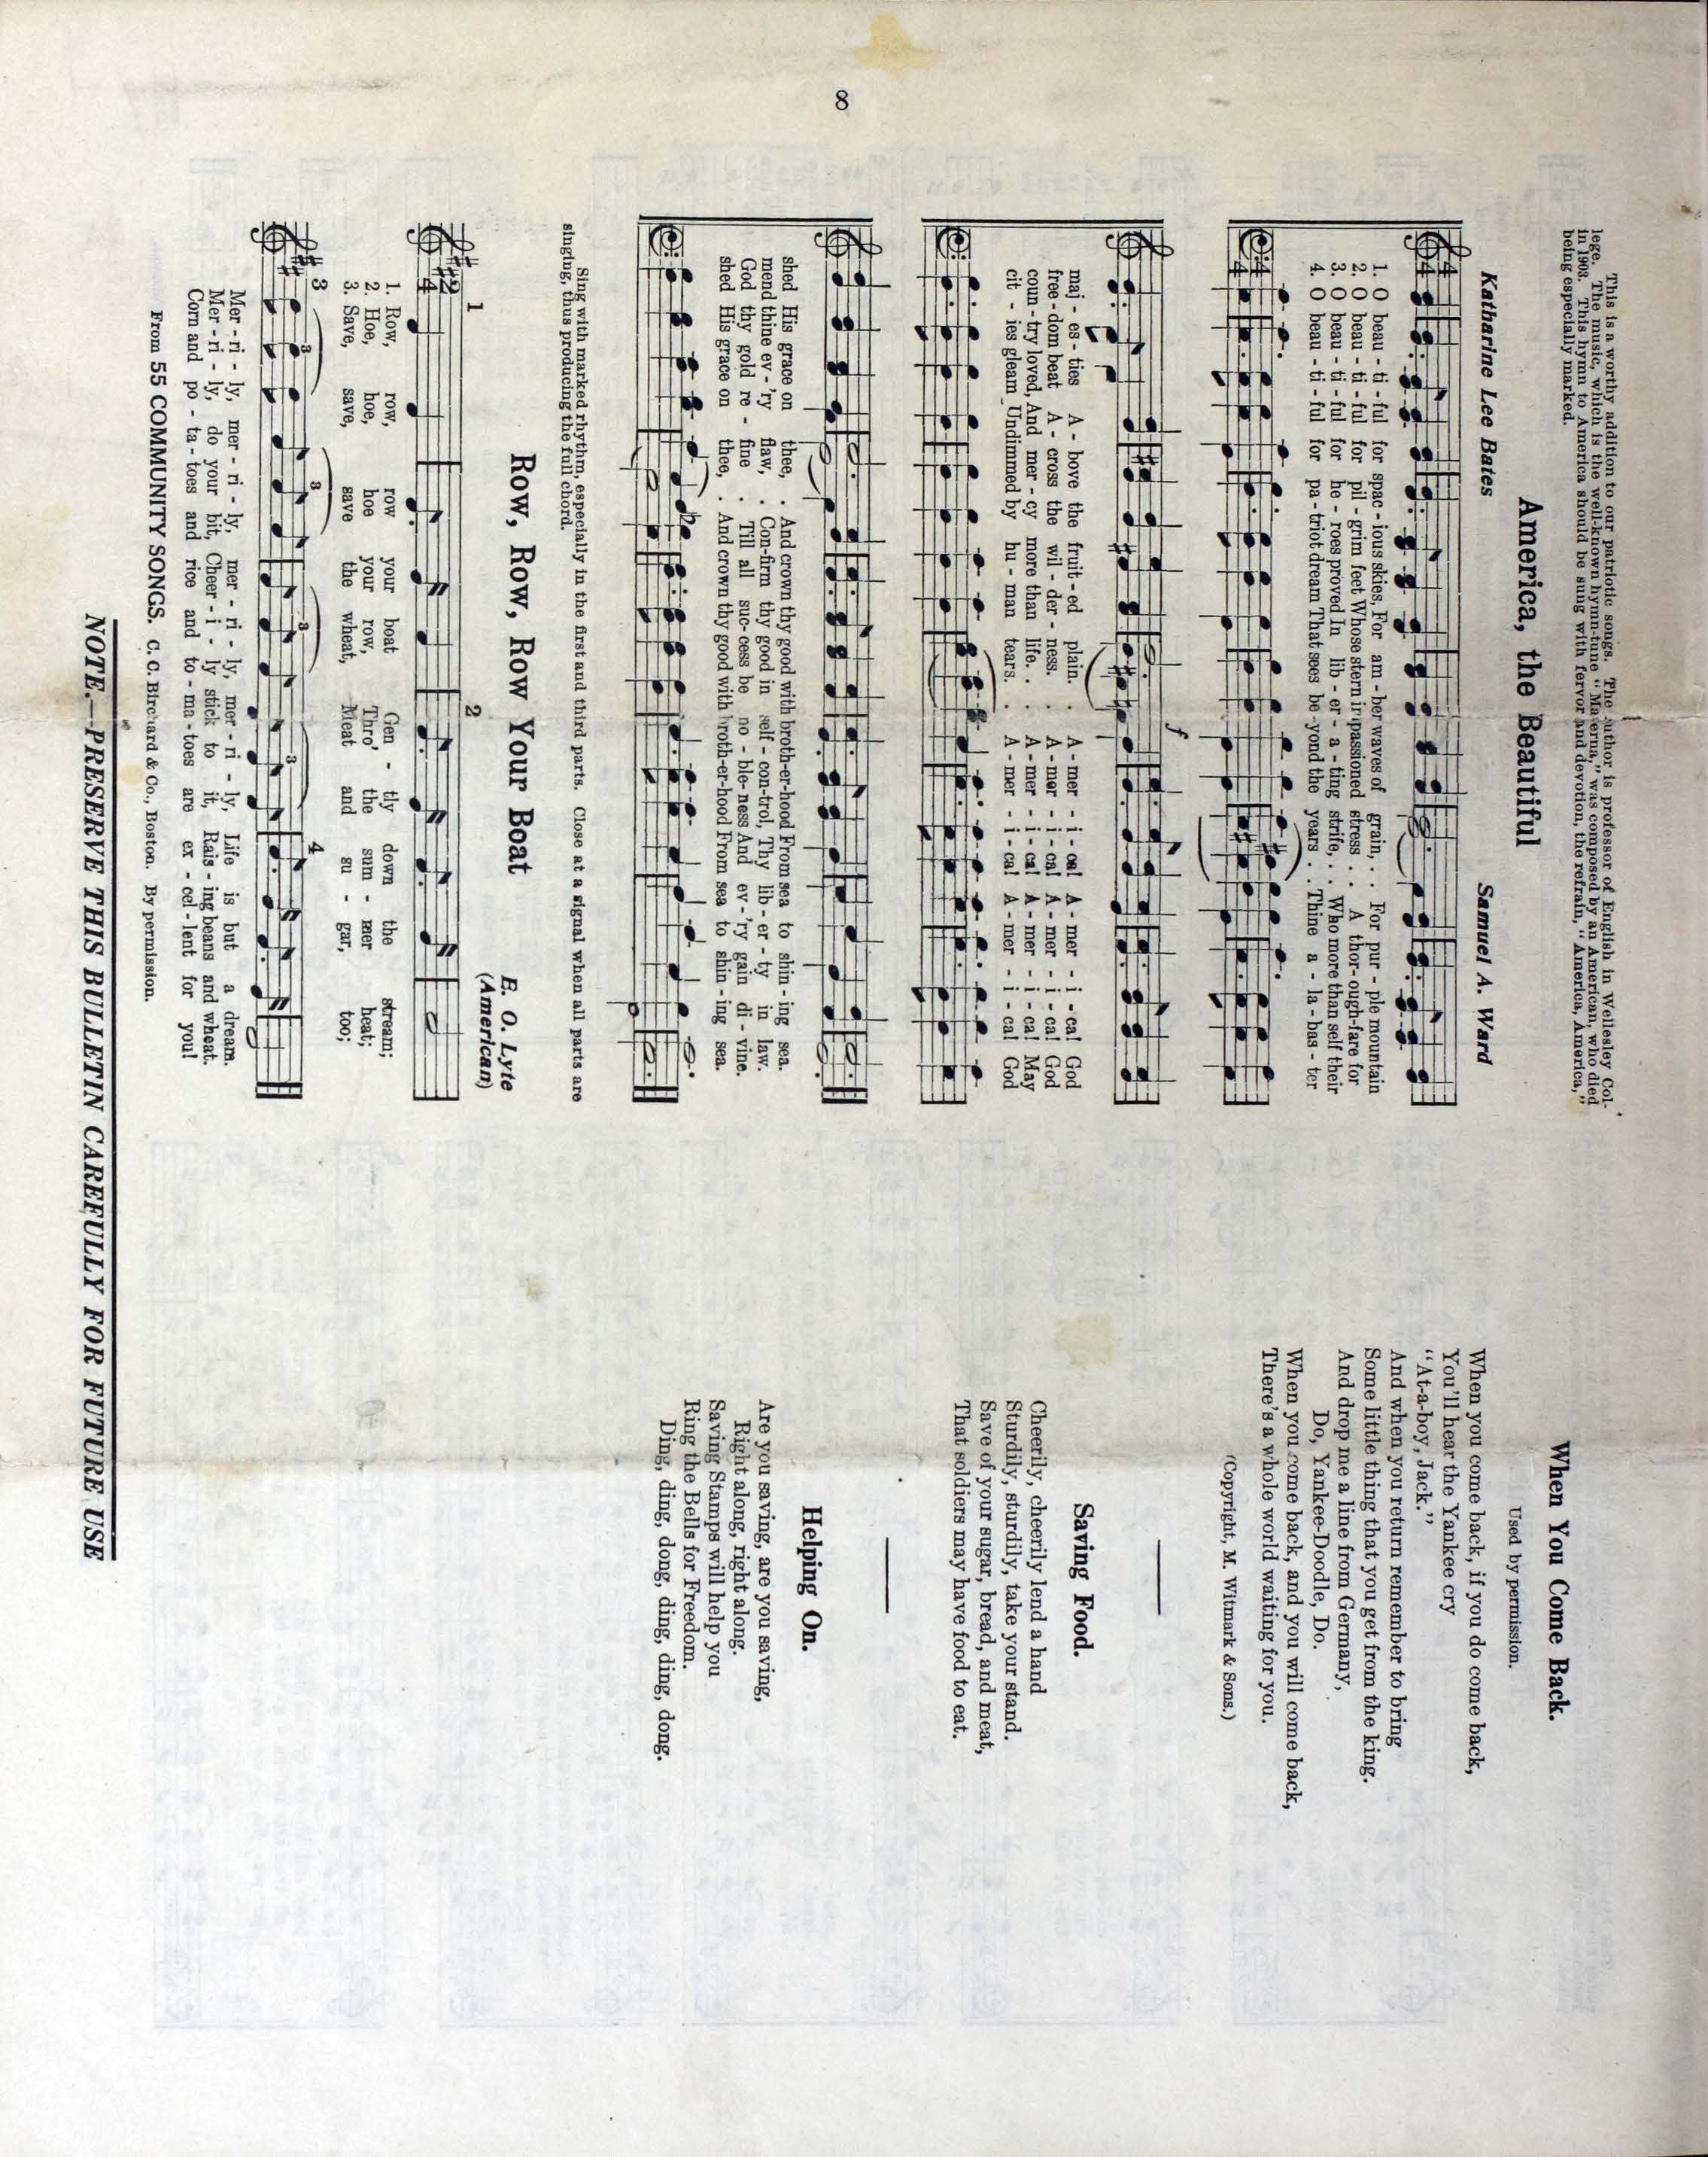 8
This is a worthy addition to our patriotic songs. The author is professor of English in Wellesley Col-
lege. The music, which is the well-known hymn-tune "Materna," was composed by an American, who died
in 1903. This hymn to America should be sung with fervor and devotion, the refrain, "America, America,"
being especially marked.
America, the Beautiful
Katharine Lee Bates Samuel A. Ward
1. O beau - ti - ful for spac - ious skies, For am - ber waves of grain, . . For pur - ple mountain
2. O beau - ti - ful for pil - grim feet Whose stern impassioned stress . . A thor - ough-fare for
3. O beau - ti - ful for he - roes proved In lib - er - a - ting strife, . . Who more than self their
4. O beau - ti - ful for pa - triot dream That sees be - yond the years . . Thine a - la - bas - ter
f
maj - es - ties A - bove the fruit - ed plain. . A - mer - i - ca! A - mer - i - ca! God
free - dom beat A - cross the wil - der - ness. . A - mer - i - ca! A - mer - i - ca! God
coun - try loved, And mer - cy more than life. . A - mer - i - ca! A - mer - i - ca! May
cit - ies gleam Undimmed by hu - man tears. . A - mer - i - ca! A - mer - i - ca! God
shed His grace on thee, . And crown thy good with broth-er-hood From sea to shin - ing sea.
mend thine ev - 'ry flaw, . Con-firm thy good in self - con-trol, Thy lib - er - ty in law.
God thy gold re - fine . Till all suc- cess be no - ble- ness And ev - 'ry gain di - vine.
shed His grace on thee, . And crown thy good with broth-er-hood From sea to shin - ing sea.
Sing with marked rhythm, especially in the first and third parts. Close at a signal when all parts are
singing, thus producing the full chord.
Row, Row, Row Your Boat
E. O. Lyte
(American)
1 2
1. Row, row, row your boat Gen - tly down the stream;
2. Hoe, hoe, hoe your row, Thro' the sum - mer heat;
3. Save, save, save the wheat, Meat and su - gar, too;
3 4
3 3 3 3
Mer - ri - ly, mer - ri - ly, mer - ri - ly, mer - ri - ly, Life is but a dream.
Mer - ri - ly, do your bit, Cheer - i - ly stick to it, Rais - ing beans and wheat.
Corn and po - ta - toes and rice and to - ma - toes are ex - cel - lent for you!
From 55 COMMUNITY SONGS. C. C. Birchard & Co., Boston. By permission.
When You Come Back.
Used by permission.
When you come back, if you do come back,
You'll hear the Yankee cry
"At-a-boy, Jack."
And when you return remember to bring
Some little thing that you get from the king.
And drop me a line from Germany,
Do, Yankee-Doodle, Do.
When you come back, and you will come back,
There's a whole world waiting for you.
(Copyright, M. Witmark & Sons.)
Saving Food.
Cheerily, cheerily lend a hand
Sturdily, sturdily, take your stand.
Save of your sugar, bread, and meat,
That soldiers may have food to eat.
Helping On.
Are you saving, are you saving,
Right along, right along.
Saving Stamps will help you
Ring the Bells for Freedom.
Ding, ding, dong, ding, ding, dong.
NOTE.—PRESERVE THIS BULLETIN CAREFULLY FOR FUTURE USE